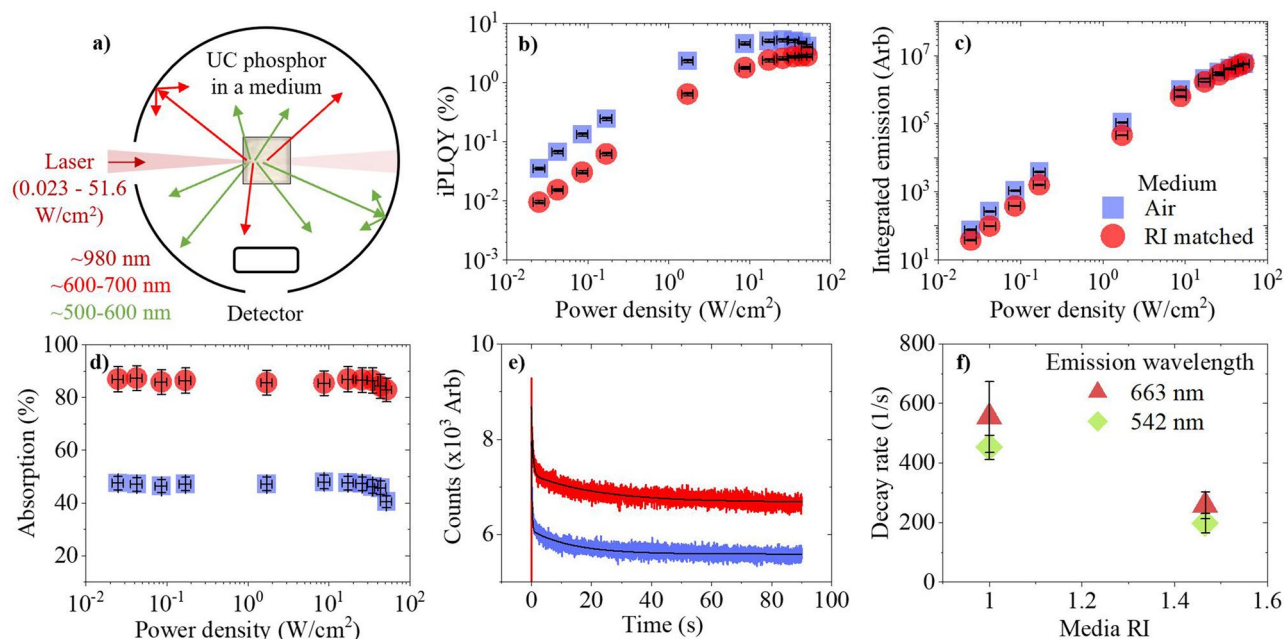 a)
UC phosphor
in a medium
Laser
(0.023 - 51.6
W/cm²)
~980 nm
~600-700 nm
~500-600 nm
Detector
b)
iPLQY (%)
10¹
10⁰
10⁻¹
10⁻²
10⁻³
10⁻² 10⁻¹ 10⁰ 10¹ 10²
Power density (W/cm²)
c)
Integrated emission (Arb)
10⁷
10⁵
10³
10¹
Medium
Air
RI matched
10⁻² 10⁻¹ 10⁰ 10¹ 10²
Power density (W/cm²)
d)
Absorption (%)
100
80
60
40
20
10⁻² 10⁻¹ 10⁰ 10¹ 10²
Power density (W/cm²)
e)
Counts (x10³ Arb)
10
8
6
5
0 20 40 60 80 100
Time (s)
f)
Emission wavelength
663 nm
542 nm
Decay rate (1/s)
800
600
400
200
0
1 1.2 1.4 1.6
Media RI